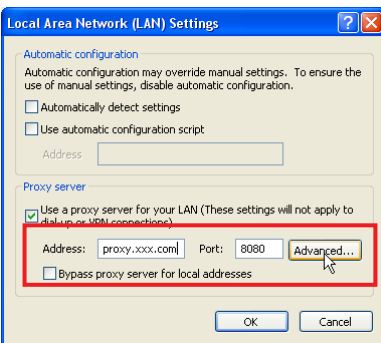 Local Area Network (LAN) Settings
Automatic configuration
Automatic configuration may override manual settings. To ensure the
use of manual settings, disable automatic configuration.
Automatically detect settings
Use automatic configuration script
Address
Proxy server
Use a proxy server for your LAN (These settings will not apply to
dial-up or VPN connections).
Address: proxy.xxx.com Port: 8080 Advanced...
Bypass proxy server for local addresses
OK Cancel